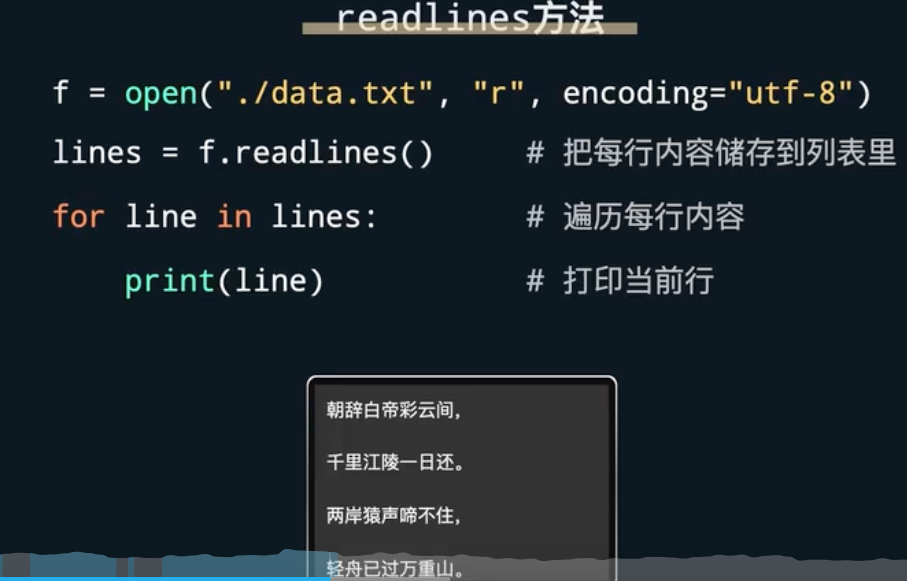 readlines方法
f = open("./data.txt", "r", encoding="utf-8")
lines = f.readlines() # 把每行内容储存到列表里
for line in lines: # 遍历每行内容
    print(line) # 打印当前行
朝辞白帝彩云间，
千里江陵一日还。
两岸猿声啼不住，
轻舟已过万重山。